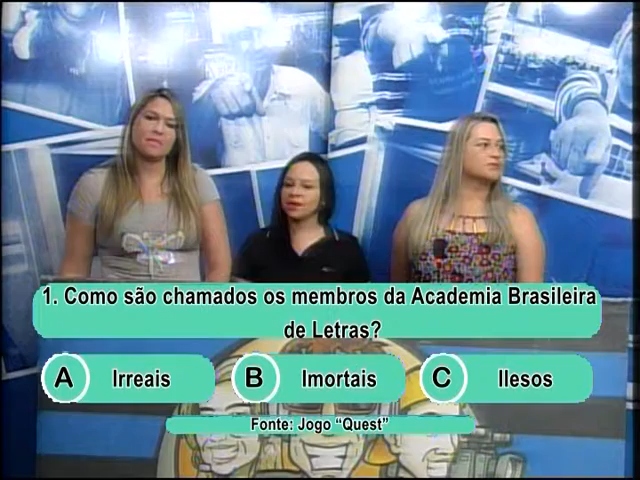 1. Como são chamados os membros da Academia Brasileira
de Letras?
A Irreais B Imortais C Ilesos
Fonte: Jogo “Quest”